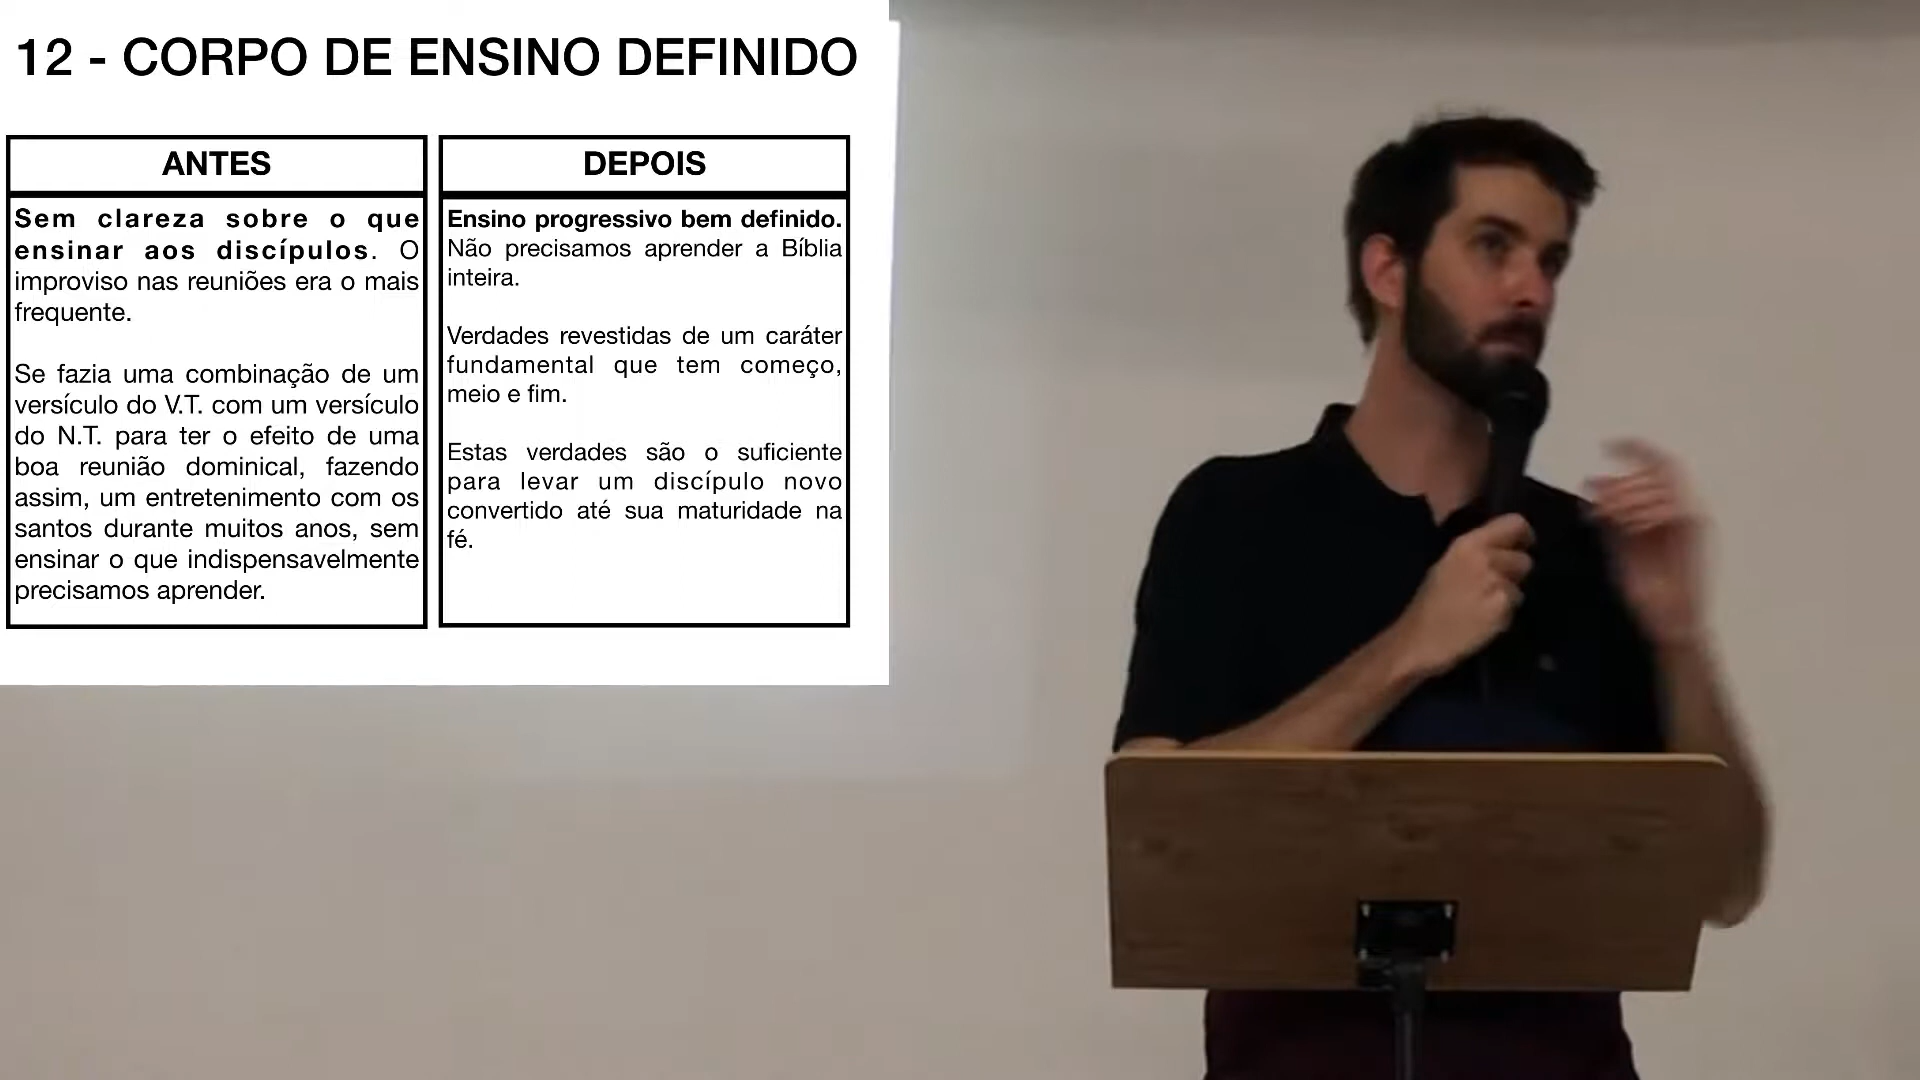 12 - CORPO DE ENSINO DEFINIDO
ANTES
Sem clareza sobre o que
ensinar aos discípulos. O
improviso nas reuniões era o mais
frequente.
Se fazia uma combinação de um
versículo do V.T. com um versículo
do N.T. para ter o efeito de uma
boa reunião dominical, fazendo
assim, um entretenimento com os
santos durante muitos anos, sem
ensinar o que indispensavelmente
precisamos aprender.
DEPOIS
Ensino progressivo bem definido.
Não precisamos aprender a Bíblia
inteira.
Verdades revestidas de um caráter
fundamental que tem começo,
meio e fim.
Estas verdades são o suficiente
para levar um discípulo novo
convertido até sua maturidade na
fé.